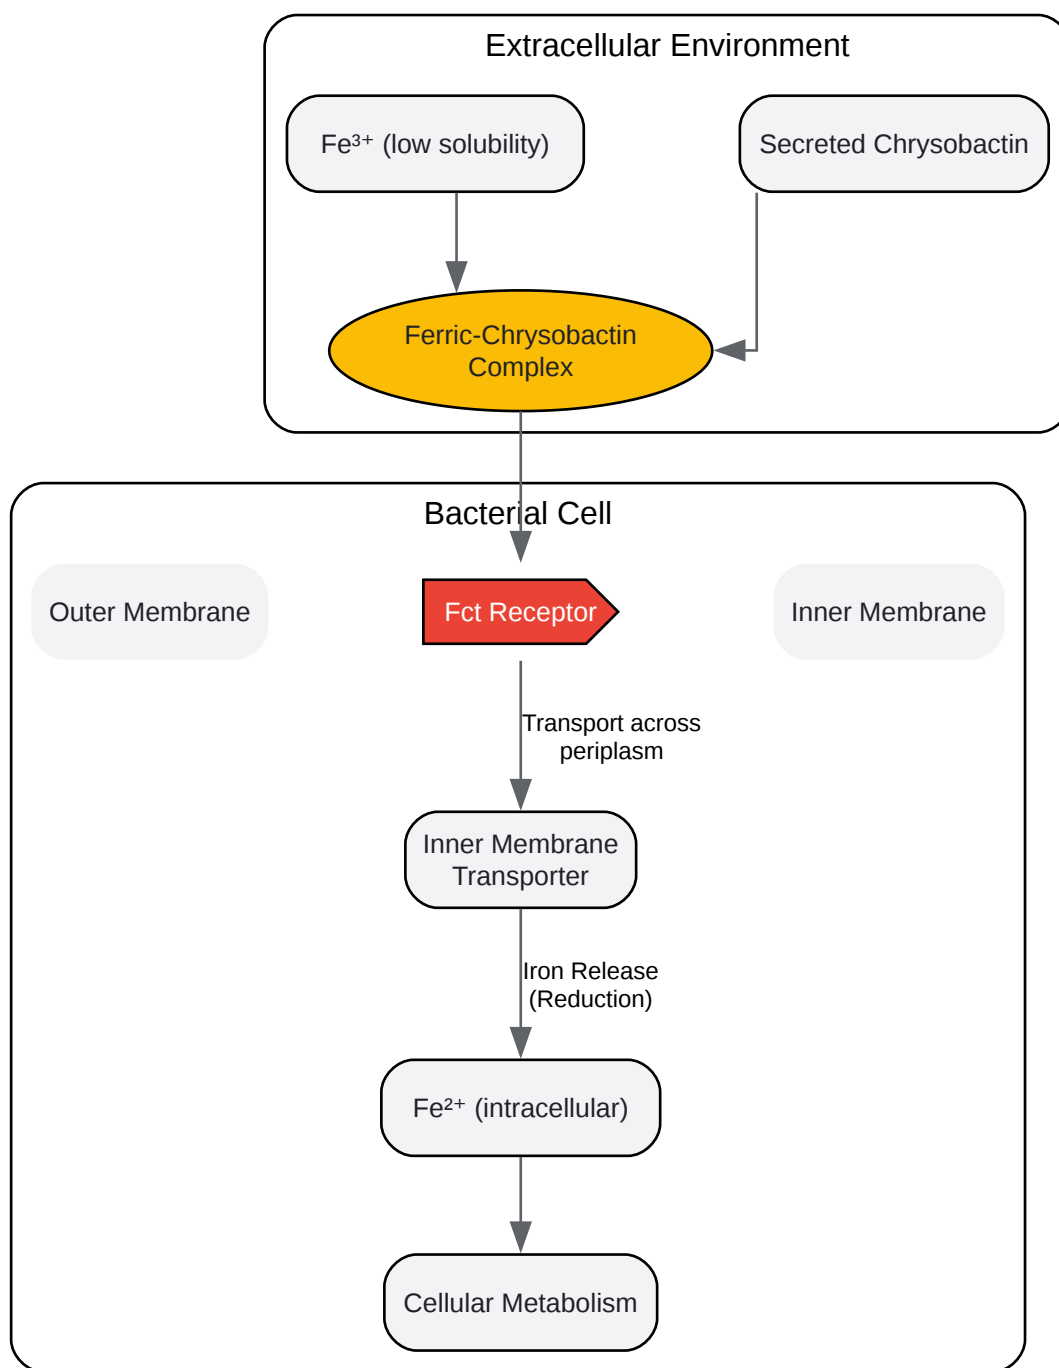 Extracellular Environment
Fe³⁺ (low solubility)
Secreted Chrysobactin
Ferric-Chrysobactin
Complex
Bacterial Cell
Outer Membrane
Fct Receptor
Inner Membrane
Transport across
periplasm
Inner Membrane
Transporter
Iron Release
(Reduction)
Fe²⁺ (intracellular)
Cellular Metabolism